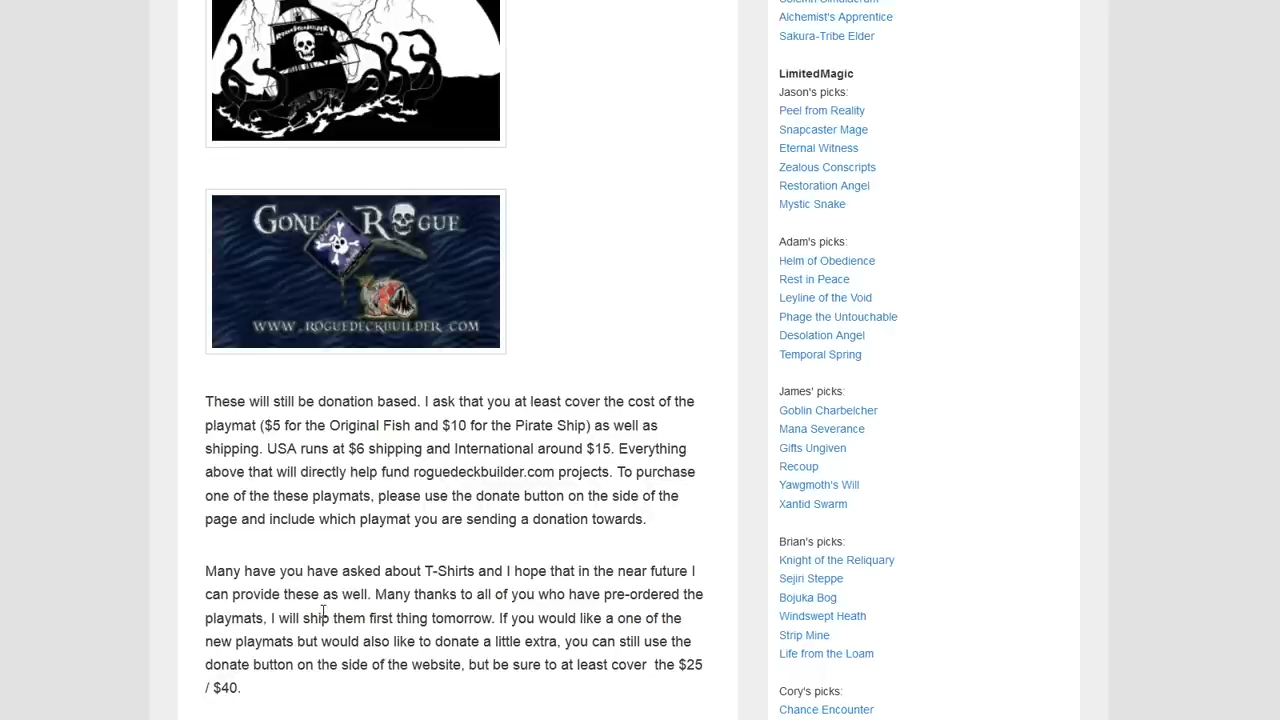 GONE ROGUE
WWW.ROGUEDECKBUILDER.COM
These will still be donation based. I ask that you at least cover the cost of the
playmat ($5 for the Original Fish and $10 for the Pirate Ship) as well as
shipping. USA runs at $6 shipping and International around $15. Everything
above that will directly help fund roguedeckbuilder.com projects. To purchase
one of the these playmats, please use the donate button on the side of the
page and include which playmat you are sending a donation towards.
Many have you have asked about T-Shirts and I hope that in the near future I
can provide these as well. Many thanks to all of you who have pre-ordered the
playmats, I will ship them first thing tomorrow. If you would like a one of the
new playmats but would also like to donate a little extra, you can still use the
donate button on the side of the website, but be sure to at least cover  the $25
/ $40.
Alchemist's Apprentice
Sakura-Tribe Elder
LimitedMagic
Jason's picks:
Peel from Reality
Snapcaster Mage
Eternal Witness
Zealous Conscripts
Restoration Angel
Mystic Snake
Adam's picks:
Helm of Obedience
Rest in Peace
Leyline of the Void
Phage the Untouchable
Desolation Angel
Temporal Spring
James' picks:
Goblin Charbelcher
Mana Severance
Gifts Ungiven
Recoup
Yawgmoth's Will
Xantid Swarm
Brian's picks:
Knight of the Reliquary
Sejiri Steppe
Bojuka Bog
Windswept Heath
Strip Mine
Life from the Loam
Cory's picks:
Chance Encounter